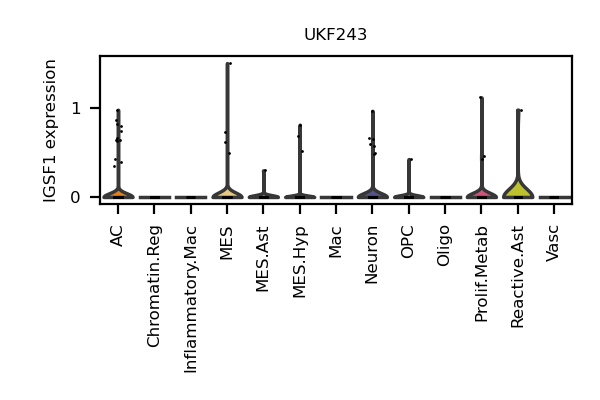 UKF243
IGSF1 expression
1
0
AC
Chromatin.Reg
Inflammatory.Mac
MES
MES.Ast
MES.Hyp
Mac
Neuron
OPC
Oligo
Prolif.Metab
Reactive.Ast
Vasc